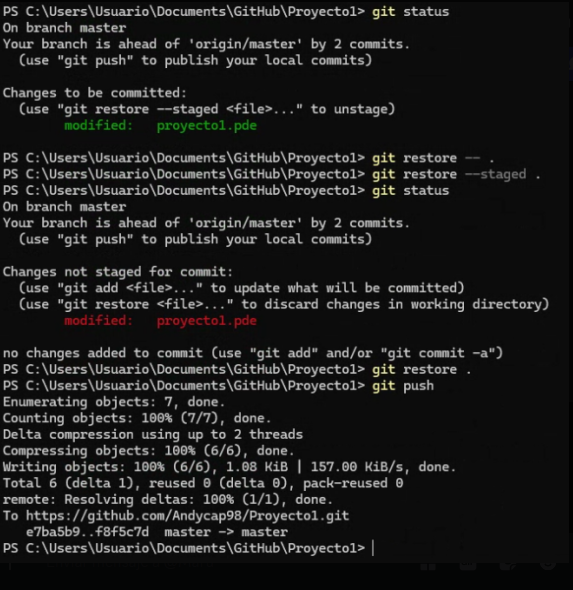 PS C:\Users\Usuario\Documents\GitHub\Proyecto1> git status
On branch master
Your branch is ahead of 'origin/master' by 2 commits.
  (use "git push" to publish your local commits)

Changes to be committed:
  (use "git restore --staged <file>..." to unstage)
        modified:   proyecto1.pde

PS C:\Users\Usuario\Documents\GitHub\Proyecto1> git restore -- .
PS C:\Users\Usuario\Documents\GitHub\Proyecto1> git restore --staged .
PS C:\Users\Usuario\Documents\GitHub\Proyecto1> git status
On branch master
Your branch is ahead of 'origin/master' by 2 commits.
  (use "git push" to publish your local commits)

Changes not staged for commit:
  (use "git add <file>..." to update what will be committed)
  (use "git restore <file>..." to discard changes in working directory)
        modified:   proyecto1.pde

no changes added to commit (use "git add" and/or "git commit -a")
PS C:\Users\Usuario\Documents\GitHub\Proyecto1> git restore .
PS C:\Users\Usuario\Documents\GitHub\Proyecto1> git push
Enumerating objects: 7, done.
Counting objects: 100% (7/7), done.
Delta compression using up to 2 threads
Compressing objects: 100% (6/6), done.
Writing objects: 100% (6/6), 1.08 KiB | 157.00 KiB/s, done.
Total 6 (delta 1), reused 0 (delta 0), pack-reused 0
remote: Resolving deltas: 100% (1/1), done.
To https://github.com/Andycap98/Proyecto1.git
   e7ba5b9..f8f5c7d  master -> master
PS C:\Users\Usuario\Documents\GitHub\Proyecto1>